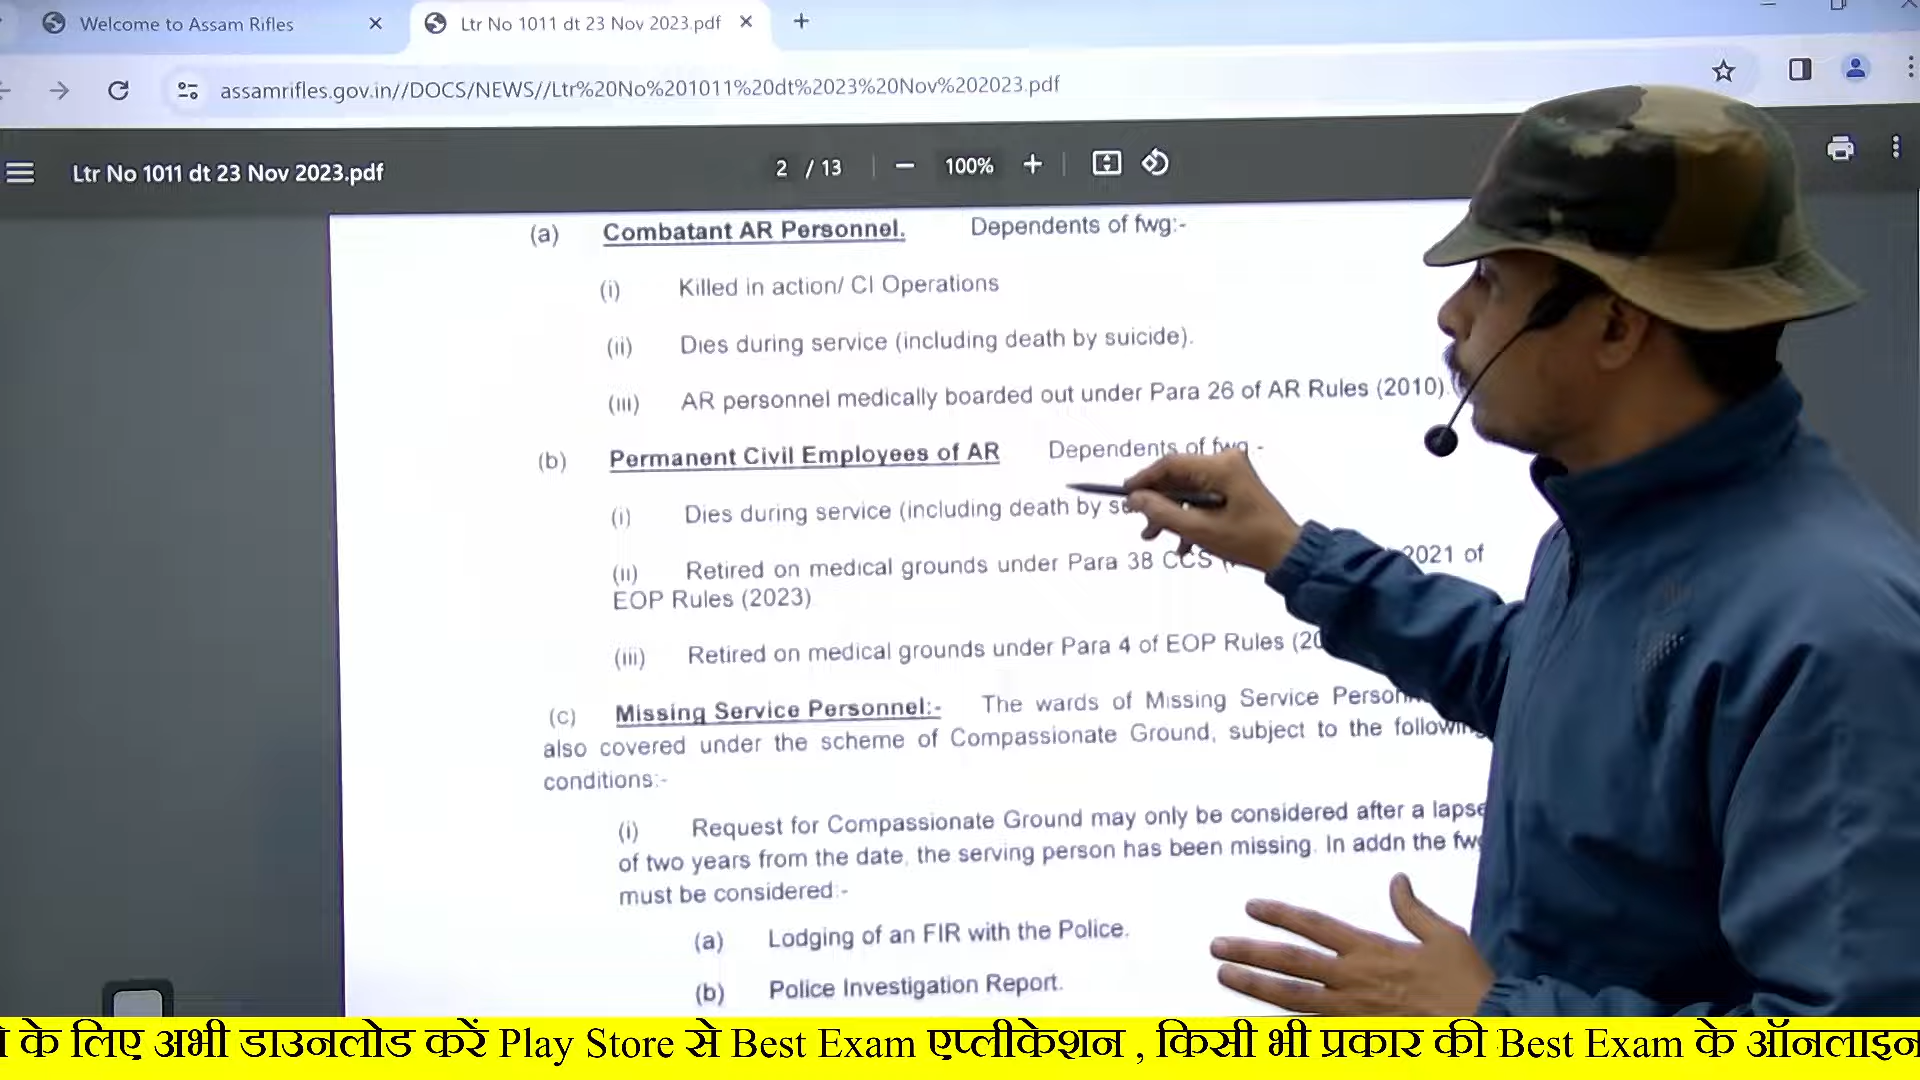 Welcome to Assam Rifles
Ltr No 1011 dt 23 Nov 2023.pdf
assamrifles.gov.in//DOCS/NEWS//Ltr%20No%201011%20dt%2023%20Nov%202023.pdf
Ltr No 1011 dt 23 Nov 2023.pdf
2 / 13
100%
(a) Combatant AR Personnel. Dependents of fwg:-
(i) Killed in action/ CI Operations
(ii) Dies during service (including death by suicide).
(iii) AR personnel medically boarded out under Para 26 of AR Rules (2010).
(b) Permanent Civil Employees of AR Dependents of fwg -
(i) Dies during service (including death by
(ii) Retired on medical grounds under Para 38 CCS 2021 of
EOP Rules (2023)
(iii) Retired on medical grounds under Para 4 of EOP Rules
(c) Missing Service Personnel:- The wards of Missing Service
also covered under the scheme of Compassionate Ground, subject to the following
conditions:-
(i) Request for Compassionate Ground may only be considered after a lapse
of two years from the date, the serving person has been missing. In addn the fwg
must be considered:-
(a) Lodging of an FIR with the Police.
(b) Police Investigation Report.
के लिए अभी डाउनलोड करें Play Store से Best Exam एप्लीकेशन , किसी भी प्रकार की Best Exam के ऑनलाइन